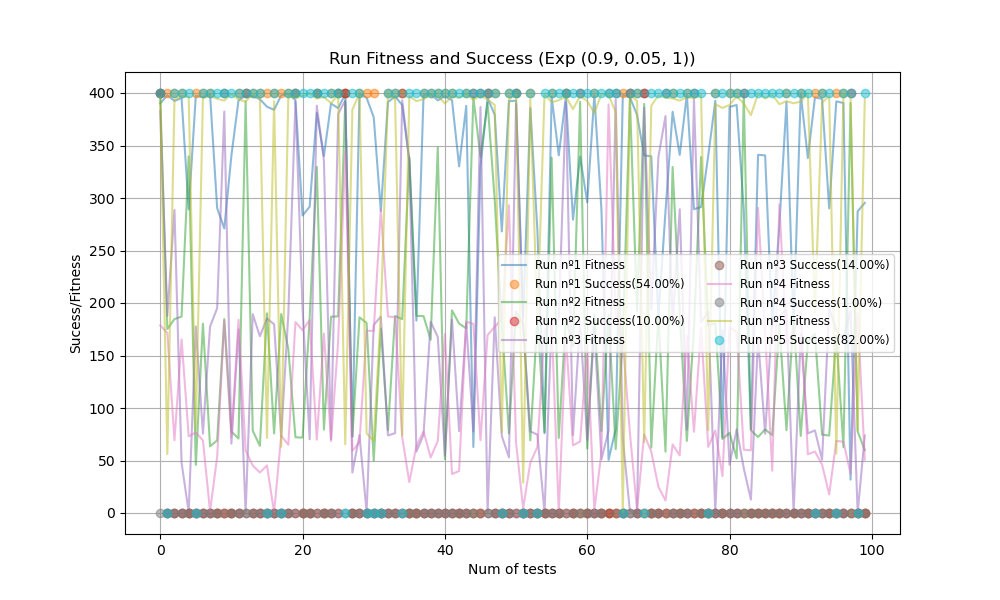 Run Fitness and Success (Exp (0.9, 0.05, 1))
Success/Fitness
400
350
300
250
200
150
100
50
0
Run nº1 Fitness
Run nº1 Success(54.00%)
Run nº2 Fitness
Run nº2 Success(10.00%)
Run nº3 Fitness
Run nº3 Success(14.00%)
Run nº4 Fitness
Run nº4 Success(1.00%)
Run nº5 Fitness
Run nº5 Success(82.00%)
0 20 40 60 80 100
Num of tests